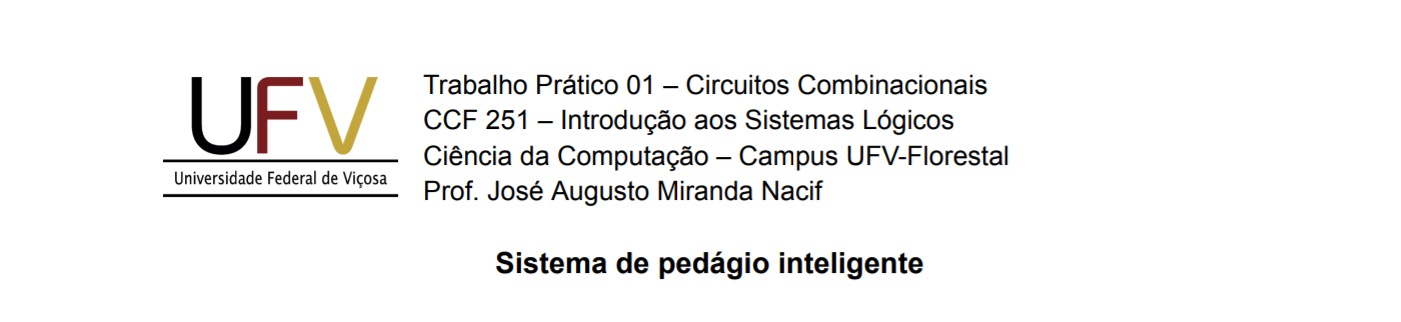 UFV
Universidade Federal de Viçosa
Trabalho Prático 01 – Circuitos Combinacionais
CCF 251 – Introdução aos Sistemas Lógicos
Ciência da Computação – Campus UFV-Florestal
Prof. José Augusto Miranda Nacif
Sistema de pedágio inteligente